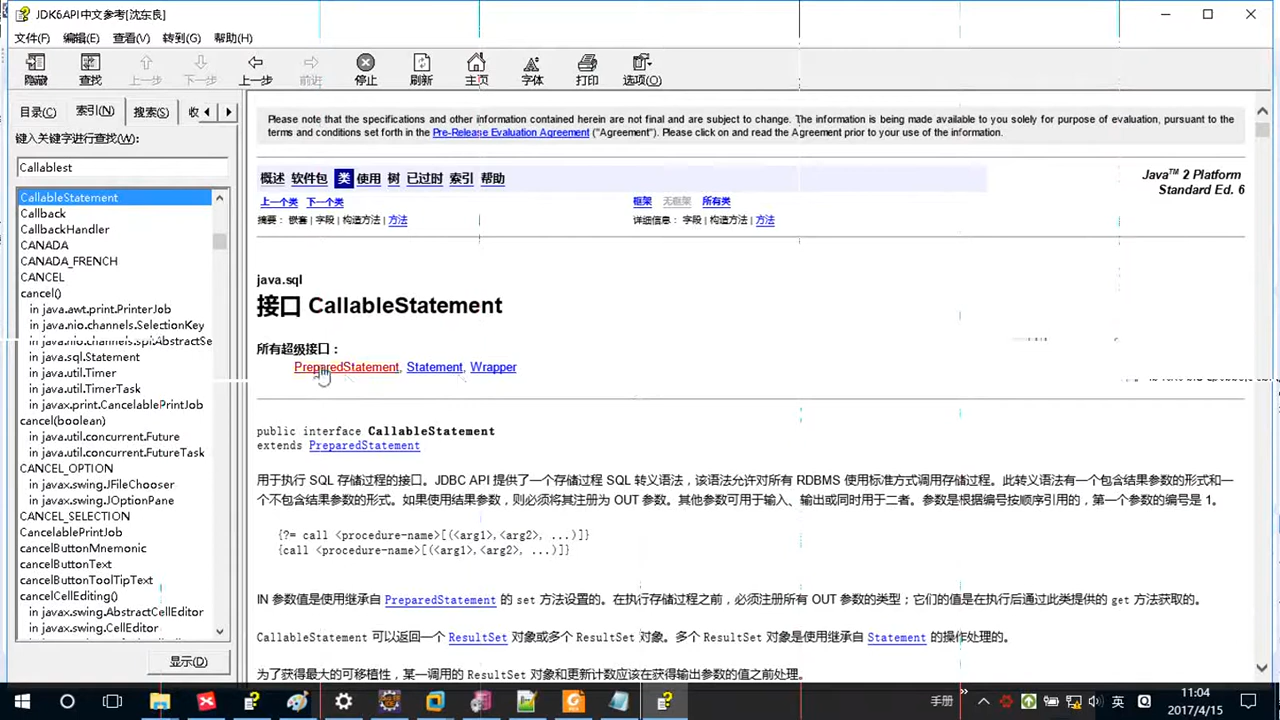 JDK6API中文参考[沈东良]
文件(F) 编辑(E) 查看(V) 转到(G) 帮助(H)
隐藏 查找 上一步 下一步 上一步 前进 停止 刷新 主页 字体 打印 选项(O)
目录(C) 索引(N) 搜索(S) 收
键入关键字进行查找(W):
Callablest
CallableStatement
Callback
CallbackHandler
CANADA
CANADA_FRENCH
CANCEL
cancel()
in java.awt.print.PrinterJob
in java.nio.channels.SelectionKey
in java.nio.channels.spi.AbstractSe
in java.sql.Statement
in java.util.Timer
in java.util.TimerTask
in javax.print.CancelablePrintJob
cancel(boolean)
in java.util.concurrent.Future
in java.util.concurrent.FutureTask
CANCEL_OPTION
in javax.swing.JFileChooser
in javax.swing.JOptionPane
CANCEL_SELECTION
CancelablePrintJob
cancelButtonMnemonic
cancelButtonText
cancelButtonToolTipText
cancelCellEditing()
in javax.swing.AbstractCellEditor
in javax.swing.CellEditor
显示(D)
Please note that the specifications and other information contained herein are not final and are subject to change. The information is being made available to you solely for purpose of evaluation, pursuant to the
terms and conditions set forth in the Pre-Release Evaluation Agreement ("Agreement"). Please click on and read the Agreement prior to your use of the information.
概述 软件包 类 使用 树 已过时 索引 帮助
Java™ 2 Platform
Standard Ed. 6
上一个类 下一个类 框架 无框架 所有类
摘要: 嵌套 | 字段 | 构造方法 | 方法 详细信息: 字段 | 构造方法 | 方法
java.sql
接口 CallableStatement
所有超级接口:
PreparedStatement, Statement, Wrapper
public interface CallableStatement
extends PreparedStatement
用于执行 SQL 存储过程的接口。JDBC API 提供了一个存储过程 SQL 转义语法，该语法允许对所有 RDBMS 使用标准方式调用存储过程。此转义语法有一个包含结果参数的形式和一
个不包含结果参数的形式。如果使用结果参数，则必须将其注册为 OUT 参数。其他参数可用于输入、输出或同时用于二者。参数是根据编号按顺序引用的，第一个参数的编号是 1。
{?= call <procedure-name>[(<arg1>,<arg2>, ...)]}
{call <procedure-name>[(<arg1>,<arg2>, ...)]}
IN 参数值是使用继承自 PreparedStatement 的 set 方法设置的。在执行存储过程之前，必须注册所有 OUT 参数的类型；它们的值是在执行后通过此类提供的 get 方法获取的。
CallableStatement 可以返回一个 ResultSet 对象或多个 ResultSet 对象。多个 ResultSet 对象是使用继承自 Statement 的操作处理的。
为了获得最大的可移植性，某一调用的 ResultSet 对象和更新计数应该在获得输出参数的值之前处理。
手册 英 11:04
2017/4/15